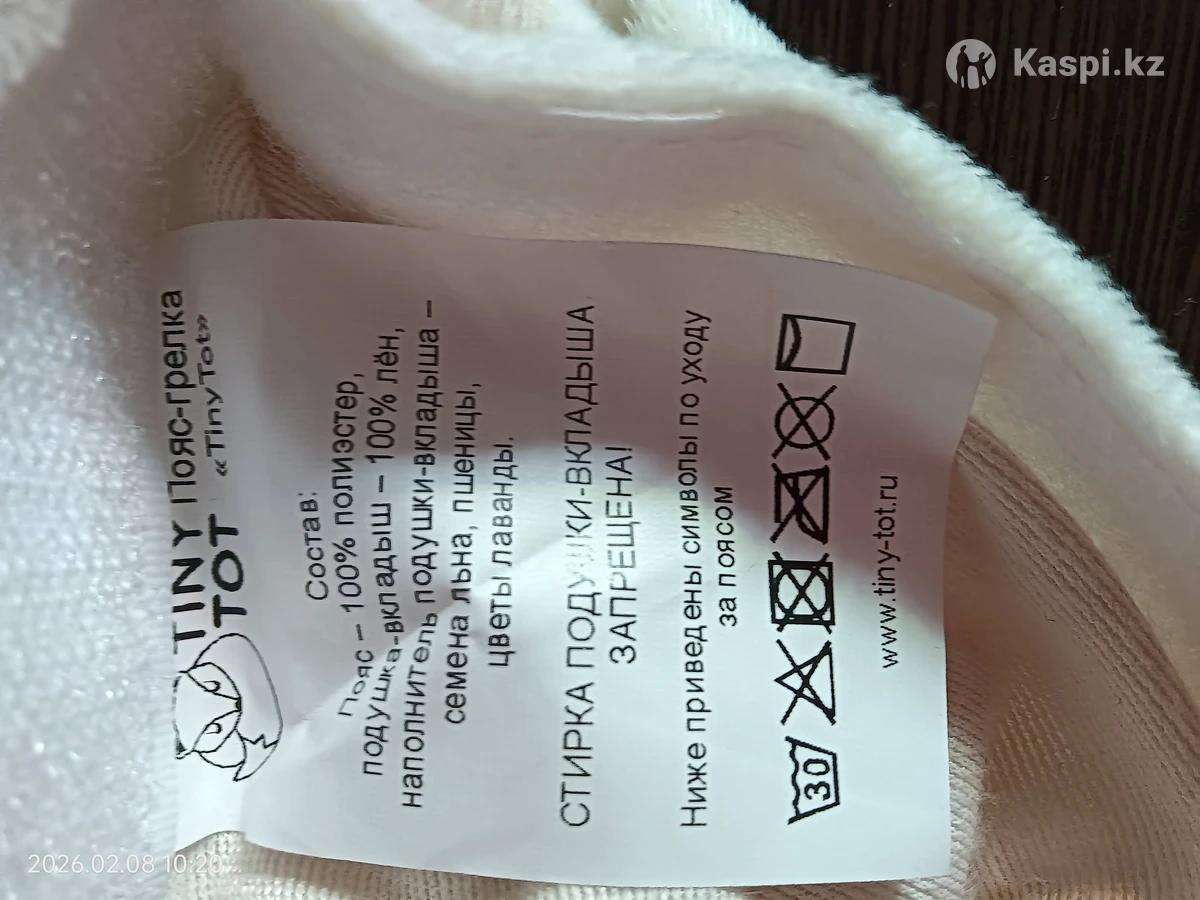 Kaspi.kz
TINY
TOT
Пояс-грелка
«TinyTot»
Состав:
Пояс – 100% полиэстер,
подушка-вкладыш – 100% лён,
наполнитель подушки-вкладыша –
семена льна, пшеницы,
цветы лаванды.
СТИРКА ПОДУШКИ-ВКЛАДЫША
ЗАПРЕЩЕНА!
Ниже приведены символы по уходу
за поясом
30
www.tiny-tot.ru
2026.02.08 10:20